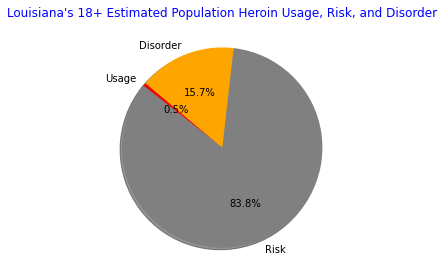 Louisiana's 18+ Estimated Population Heroin Usage, Risk, and Disorder
Disorder
Usage
15.7%
0.5%
83.8%
Risk